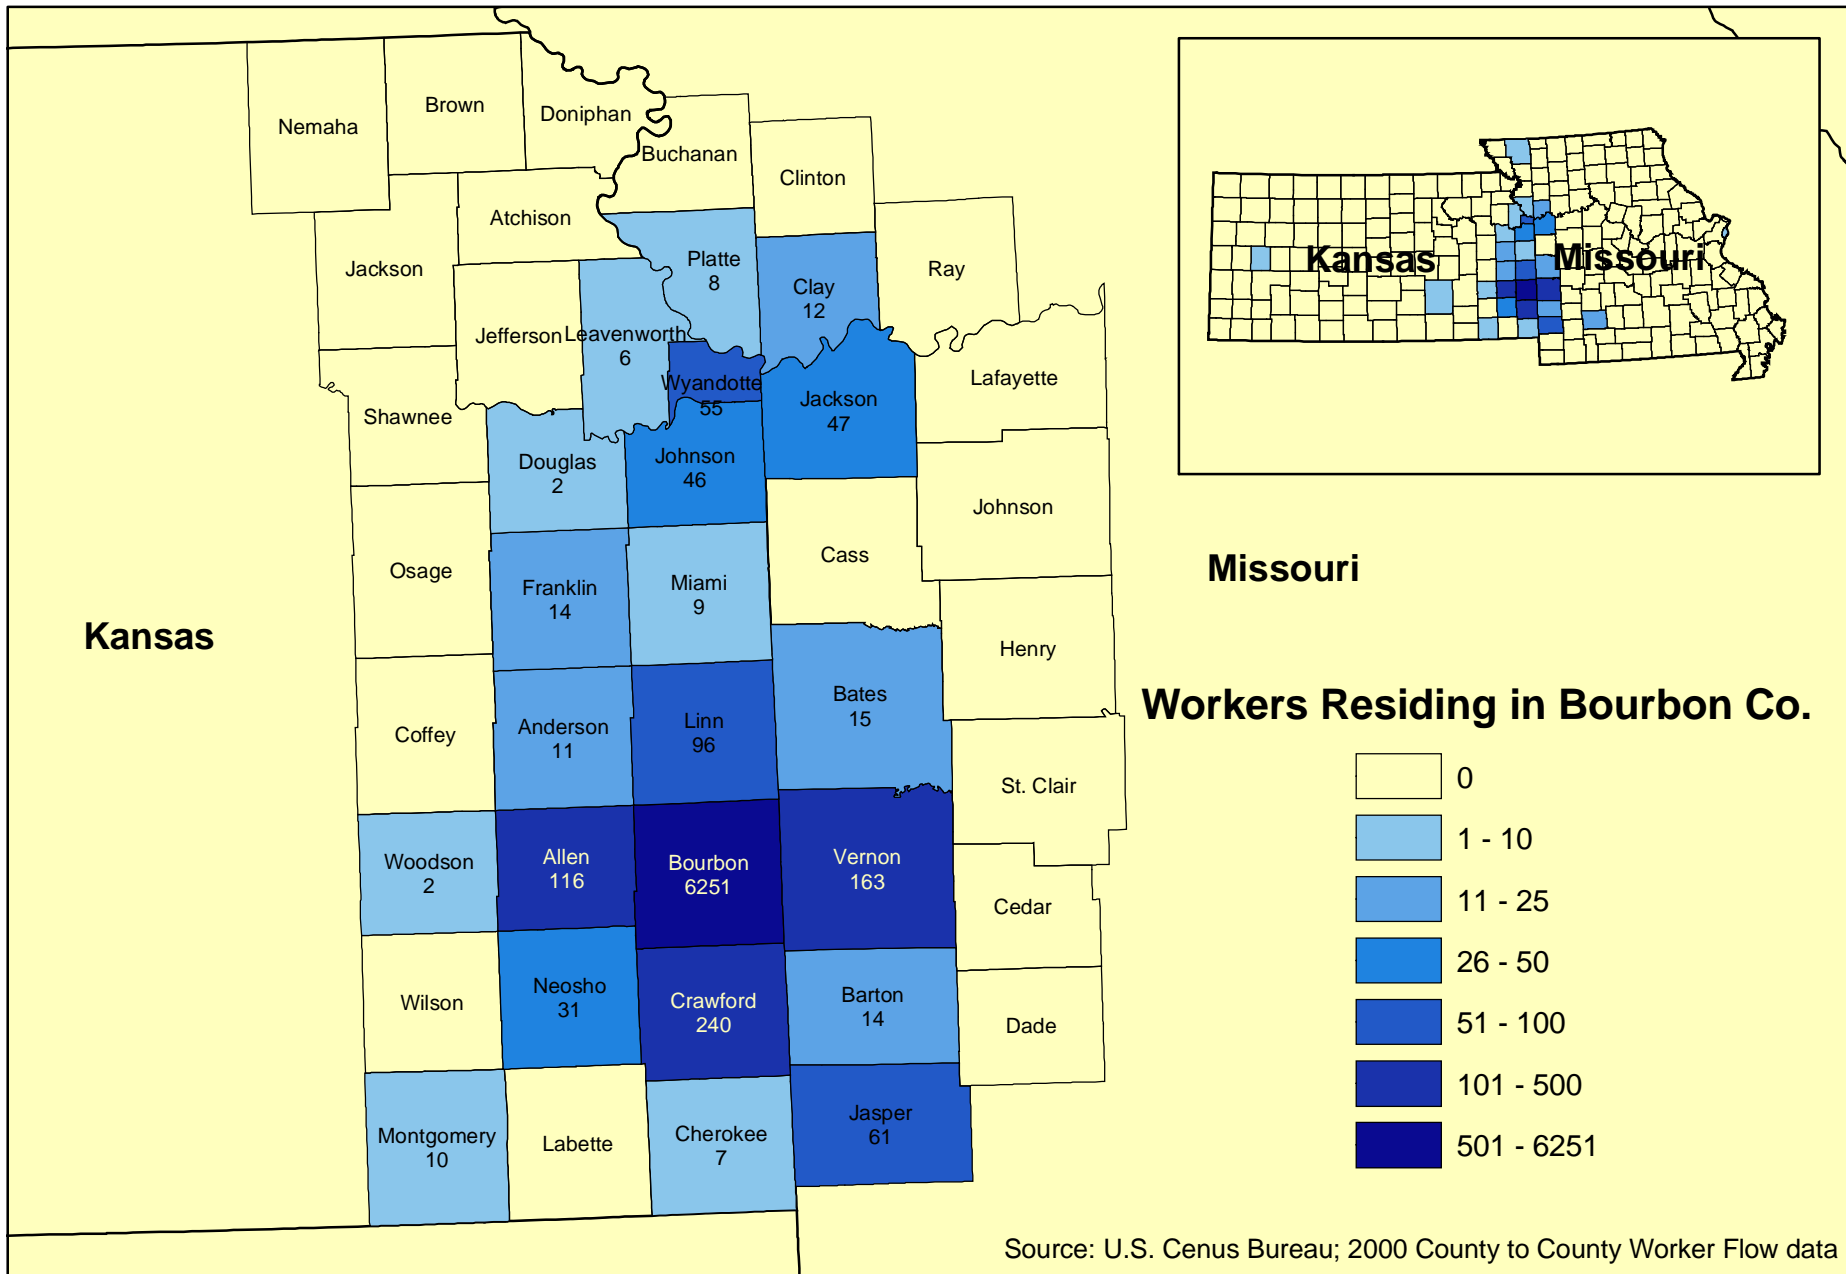 Nemaha
Brown
Doniphan
Buchanan
Clinton
Atchison
Jackson
Platte
8
Clay
12
Ray
Jefferson
Leavenworth
6
Wyandotte
55
Jackson
47
Lafayette
Shawnee
Douglas
2
Johnson
46
Johnson
Osage
Franklin
14
Miami
9
Cass
Henry
Kansas
Missouri
Coffey
Anderson
11
Linn
96
Bates
15
St. Clair
Woodson
2
Allen
116
Bourbon
6251
Vernon
163
Cedar
Wilson
Neosho
31
Crawford
240
Barton
14
Dade
Montgomery
10
Labette
Cherokee
7
Jasper
61
Kansas
Missouri
Workers Residing in Bourbon Co.
0
1 - 10
11 - 25
26 - 50
51 - 100
101 - 500
501 - 6251
Source: U.S. Cenus Bureau; 2000 County to County Worker Flow data